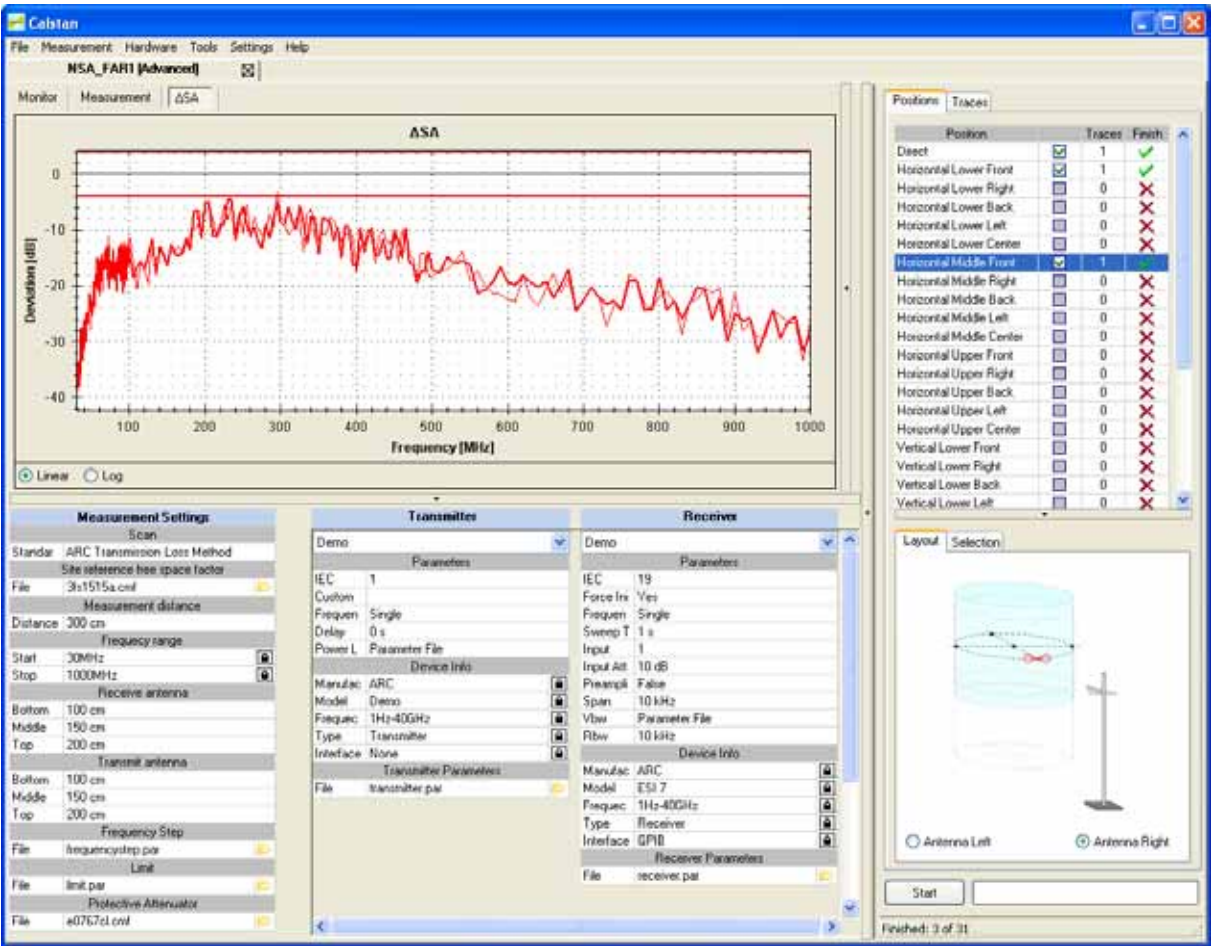 Calstan
File Measurement Hardware Tools Settings Help
NSA_FAR1 [Advanced]
Monitor Measurement ΔSA
ΔSA
0
-10
-20
-30
-40
Deviation [dB]
100 200 300 400 500 600 700 800 900 1000
Frequency [MHz]
Linear Log
Positions Traces
Position Traces Finish
Direct 1
Horizontal Lower Front 1
Horizontal Lower Right 0
Horizontal Lower Back 0
Horizontal Lower Left 0
Horizontal Lower Center 0
Horizontal Middle Front 1
Horizontal Middle Right 0
Horizontal Middle Back 0
Horizontal Middle Left 0
Horizontal Middle Center 0
Horizontal Upper Front 0
Horizontal Upper Right 0
Horizontal Upper Back 0
Horizontal Upper Left 0
Horizontal Upper Center 0
Vertical Lower Front 0
Vertical Lower Right 0
Vertical Lower Back 0
Vertical Lower Left 0
Measurement Settings
Scan
Standar ARC Transmission Loss Method
Site reference free space factor
File 3ls1515a.cmf
Measurement distance
Distance 300 cm
Frequecy range
Start 30MHz
Stop 1000MHz
Receive antenna
Bottom 100 cm
Middle 150 cm
Top 200 cm
Transmit antenna
Bottom 100 cm
Middle 150 cm
Top 200 cm
Frequency Step
File frequencystep.par
Limit
File limit.par
Protective Attenuator
File e0767cl.cmf
Transmitter
Demo
Parameters
IEC 1
Custom
Frequen Single
Delay 0 s
Power L Parameter File
Device Info
Manufac ARC
Model Demo
Frequec 1Hz-40GHz
Type Transmitter
Interface None
Transmitter Parameters
File transmitter.par
Receiver
Demo
Parameters
IEC 19
Force Ini Yes
Frequen Single
Sweep T 1 s
Input 1
Input Att 10 dB
Preampli False
Span 10 kHz
Vbw Parameter File
Rbw 10 kHz
Device Info
Manufac ARC
Model ESI 7
Frequec 1Hz-40GHz
Type Receiver
Interface GPIB
Receiver Parameters
File receiver.par
Layout Selection
Antenna Left Antenna Right
Start
Finished: 3 of 31